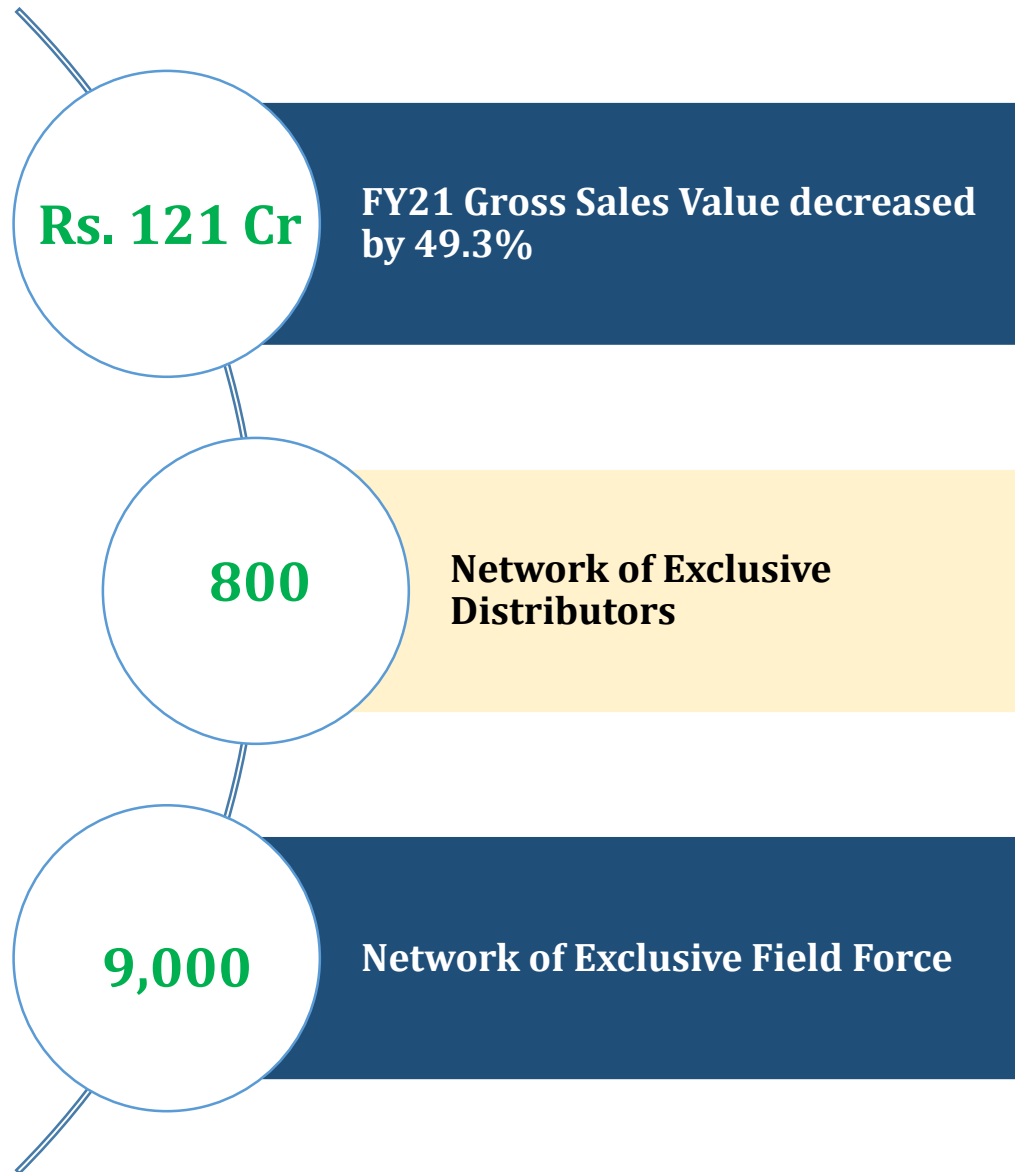 Rs. 121 Cr
FY21 Gross Sales Value decreased
by 49.3%
800
Network of Exclusive
Distributors
9,000
Network of Exclusive Field Force